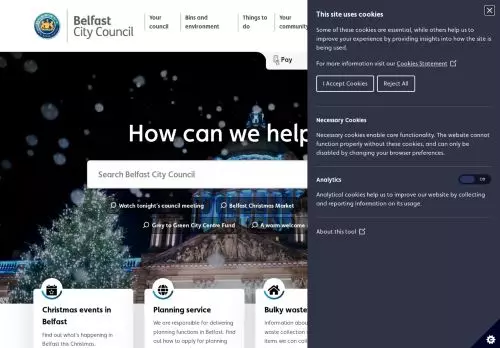 Belfast
City Council
Your
council
Bins and
environment
Things to
do
Your
community
Pay
How can we help
Search Belfast City Council
Watch tonight's council meeting
Belfast Christmas Market
Grey to Green City Centre Fund
A warm welcome
Christmas events in
Belfast
Find out what's happening in
Belfast this Christmas.
Planning service
We are responsible for delivering
planning functions in Belfast. Find
out how to apply for planning
Bulky waste
Information about
waste collection
items we can coll
This site uses cookies
Some of these cookies are essential, while others help us to
improve your experience by providing insights into how the site is
being used.
For more information visit our Cookies Statement
I Accept Cookies
Reject All
Necessary Cookies
Necessary cookies enable core functionality. The website cannot
function properly without these cookies, and can only be
disabled by changing your browser preferences.
Analytics
Off
Analytical cookies help us to improve our website by collecting
and reporting information on its usage.
About this tool